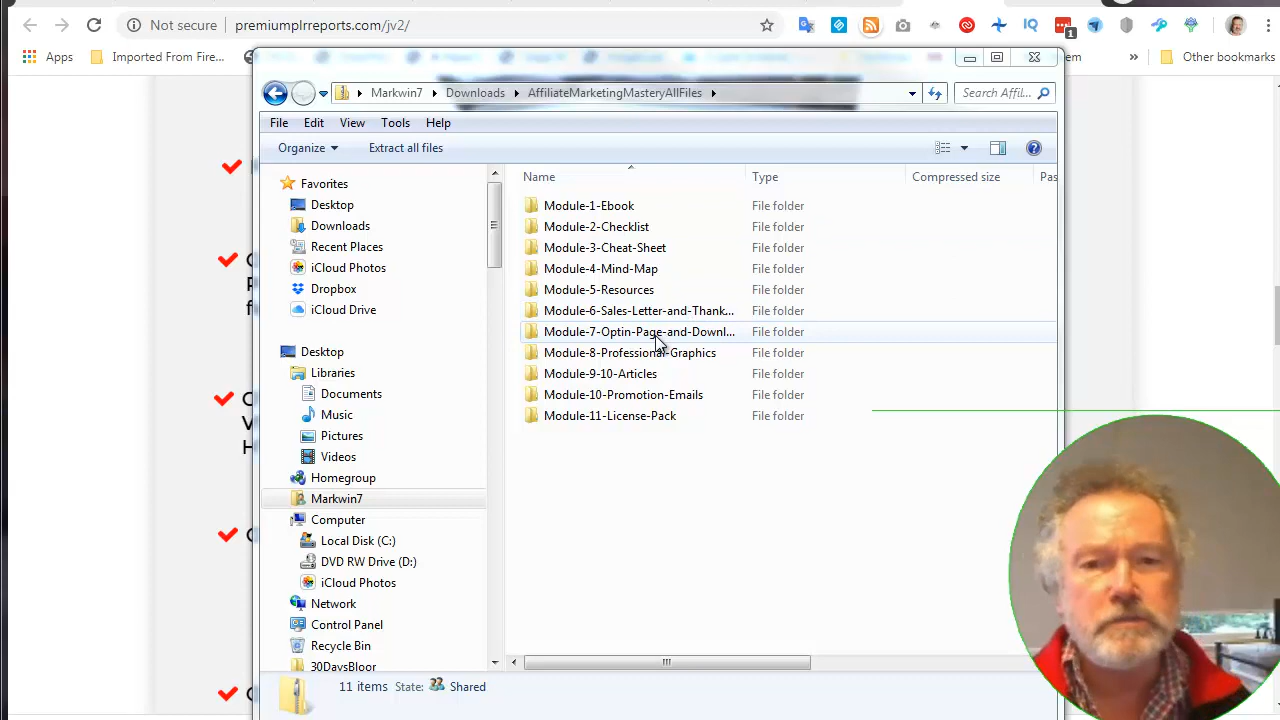 Not secure
premiumplrreports.com/jv2/
1
Apps
Imported From Fire...
Other bookmarks
Markwin7
Downloads
AffiliateMarketingMasteryAllFiles
Search Affil...
File Edit View Tools Help
Organize
Extract all files
Name
Type
Compressed size
Pas
Favorites
Desktop
Downloads
Recent Places
iCloud Photos
Dropbox
iCloud Drive
Desktop
Libraries
Documents
Music
Pictures
Videos
Homegroup
Markwin7
Computer
Local Disk (C:)
DVD RW Drive (D:)
iCloud Photos
Network
Control Panel
Recycle Bin
30DaysBloor
Module-1-Ebook File folder
Module-2-Checklist File folder
Module-3-Cheat-Sheet File folder
Module-4-Mind-Map File folder
Module-5-Resources File folder
Module-6-Sales-Letter-and-Thank... File folder
Module-7-Optin-Page-and-Downl... File folder
Module-8-Professional-Graphics File folder
Module-9-10-Articles File folder
Module-10-Promotion-Emails File folder
Module-11-License-Pack File folder
11 items State: Shared